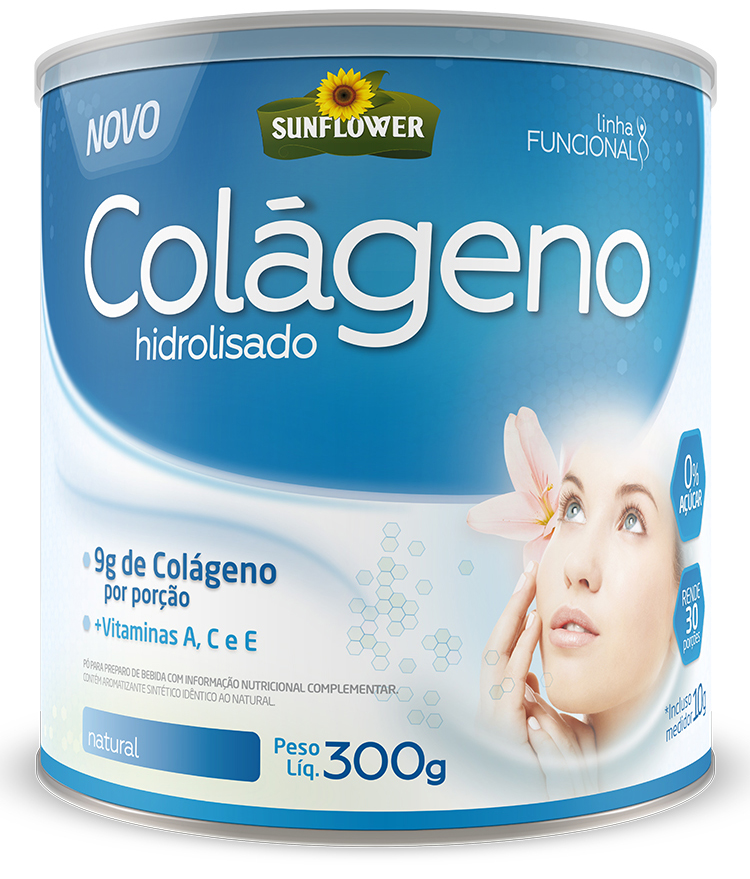 NOVO
SUNFLOWER
linha
FUNCIONAL
Colágeno
hidrolisado
0%
AÇÚCAR
• 9g de Colágeno
por porção
• +Vitaminas A, C e E
RENDE
30
porções
PÓ PARA PREPARO DE BEBIDA COM INFORMAÇÃO NUTRICIONAL COMPLEMENTAR.
CONTÉM AROMATIZANTE SINTÉTICO IDÊNTICO AO NATURAL.
*Incluso
medidor 10g
natural
Peso
Líq. 300g